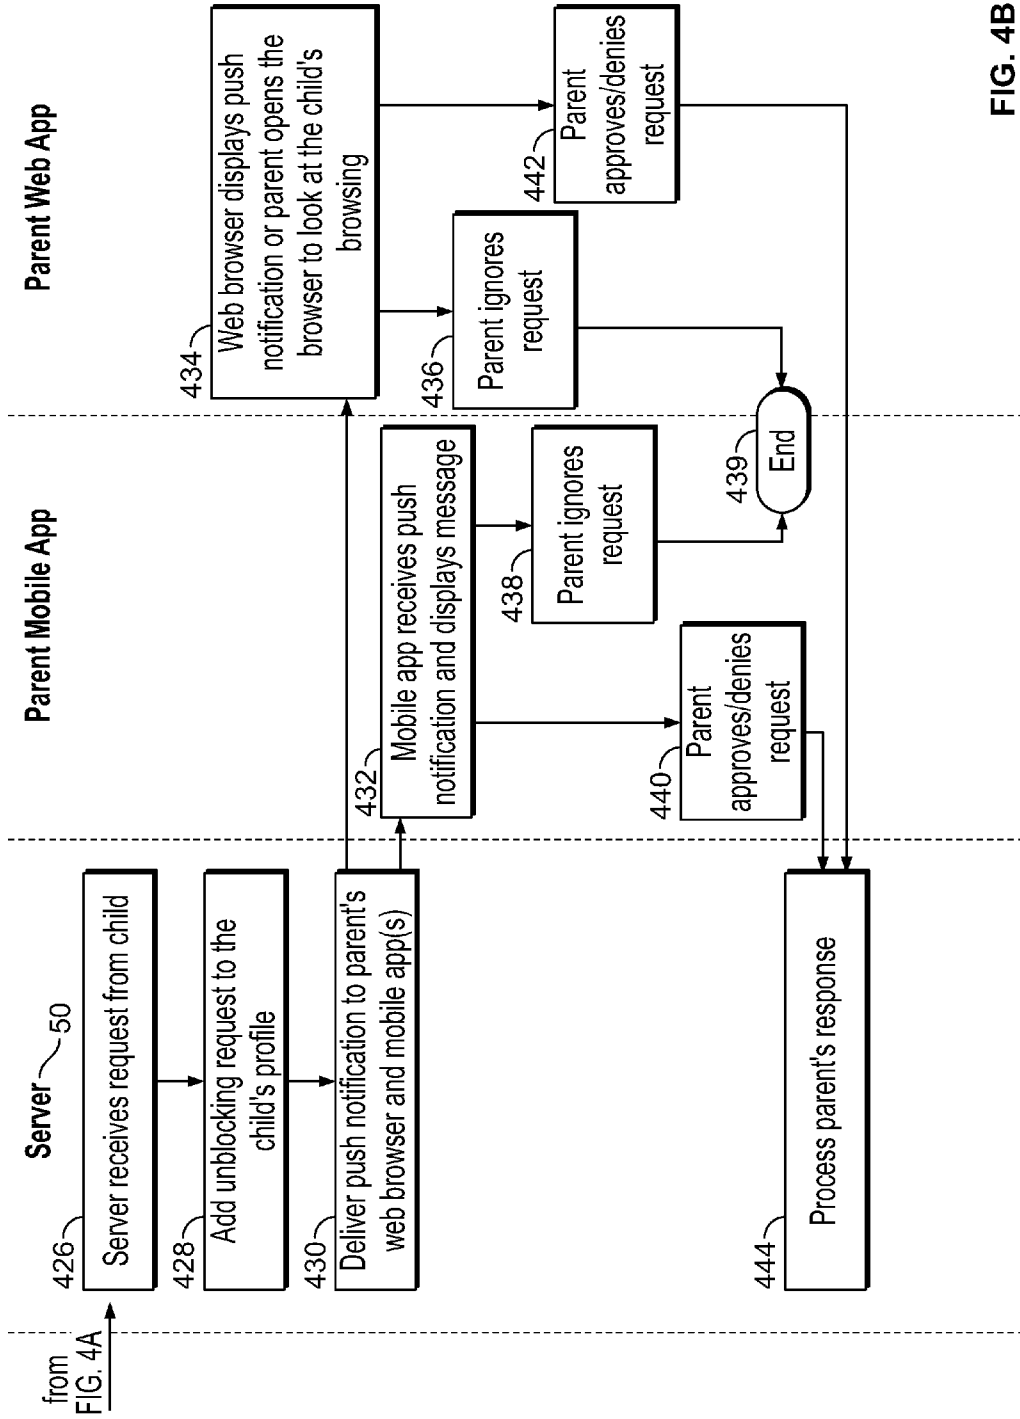 from
FIG. 4A
Server
50
426
Server receives request from child
428
Add unblocking request to the
child's profile
430
Deliver push notification to parent's
web browser and mobile app(s)
444
Process parent's response
Parent Mobile App
432
Mobile app receives push
notification and displays message
438
Parent ignores
request
440
Parent
approves/denies
request
439
End
Parent Web App
434
Web browser displays push
notification or parent opens the
browser to look at the child's
browsing
436
Parent ignores
request
442
Parent
approves/denies
request
FIG. 4B